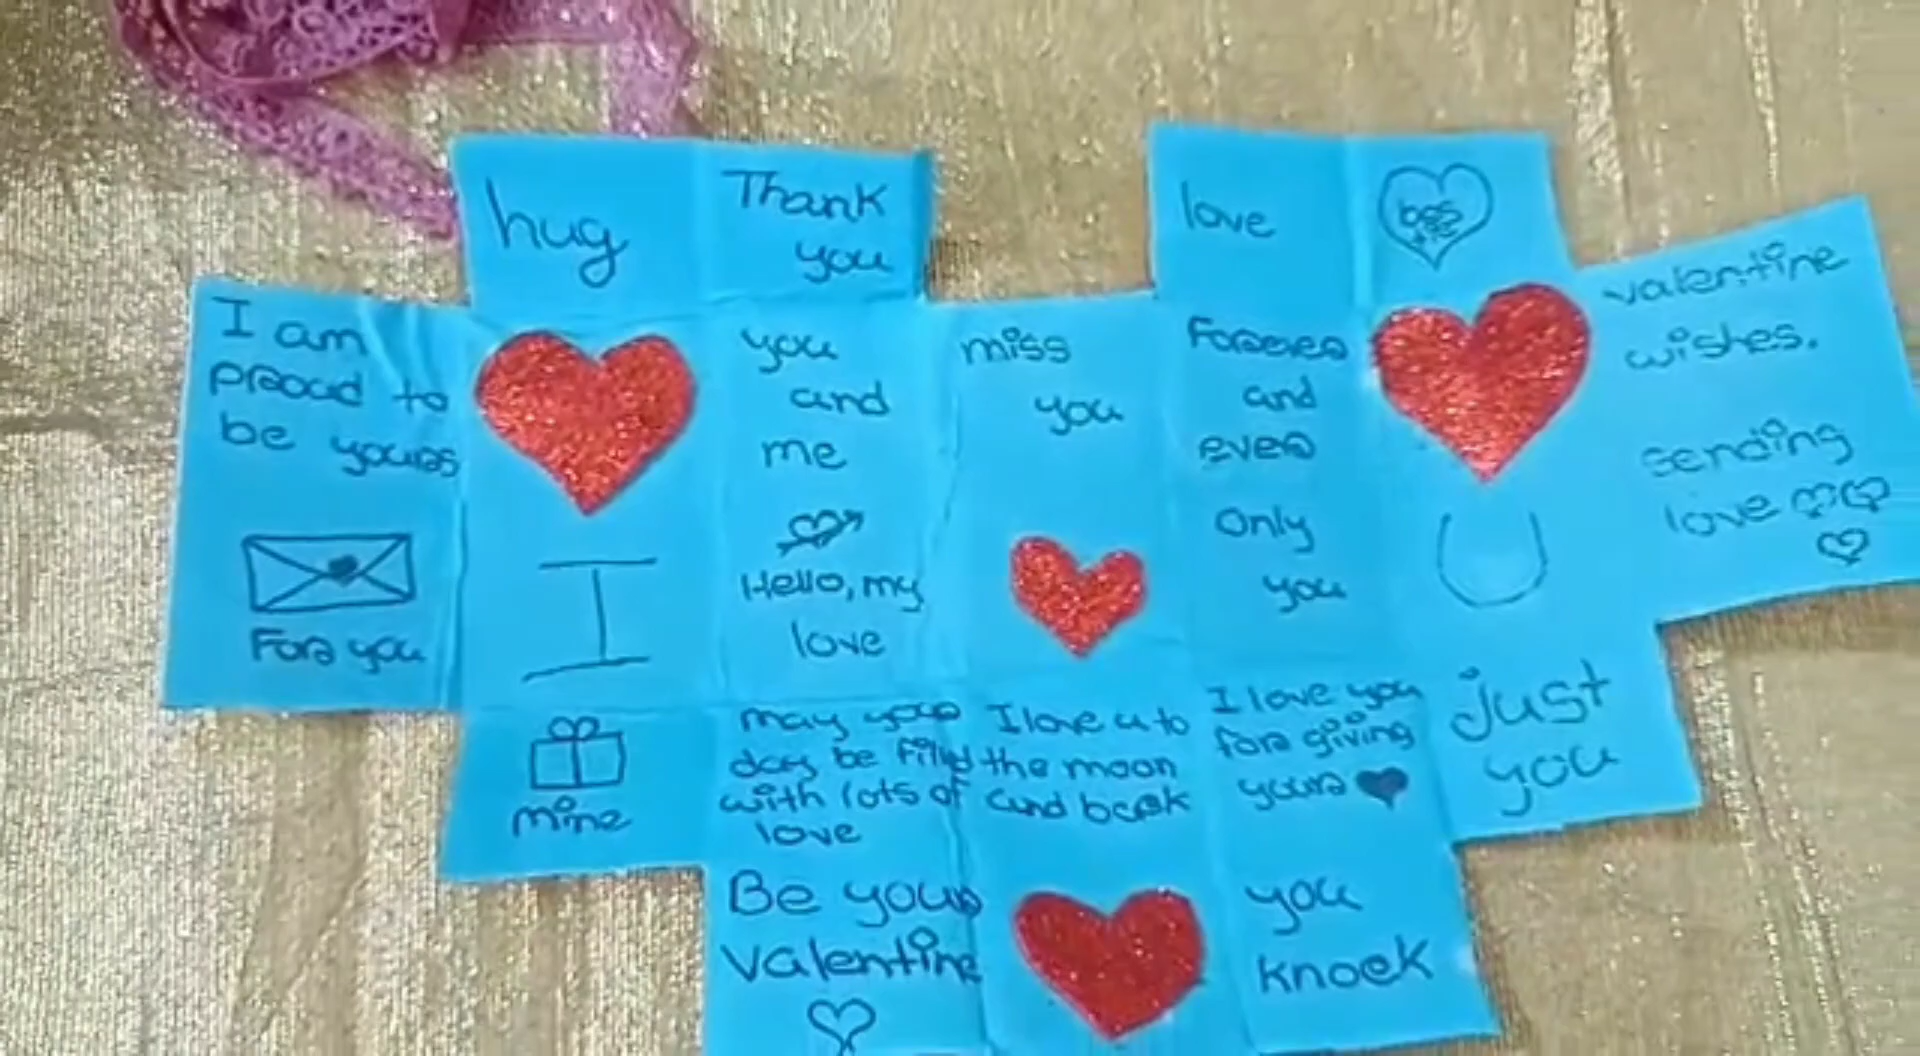 hug
Thank
you
love
I am
proud to
be yours
For you
I
mine
you
and
me
Hello, my
love
miss
you
Forever
and
ever
Only
you
U
valentine
wishes.
sending
love
may your
day be filled
with lots of
love
I love u to
the moon
and back
I love you
for giving
your
just
you
Be your
valentine
you
knock